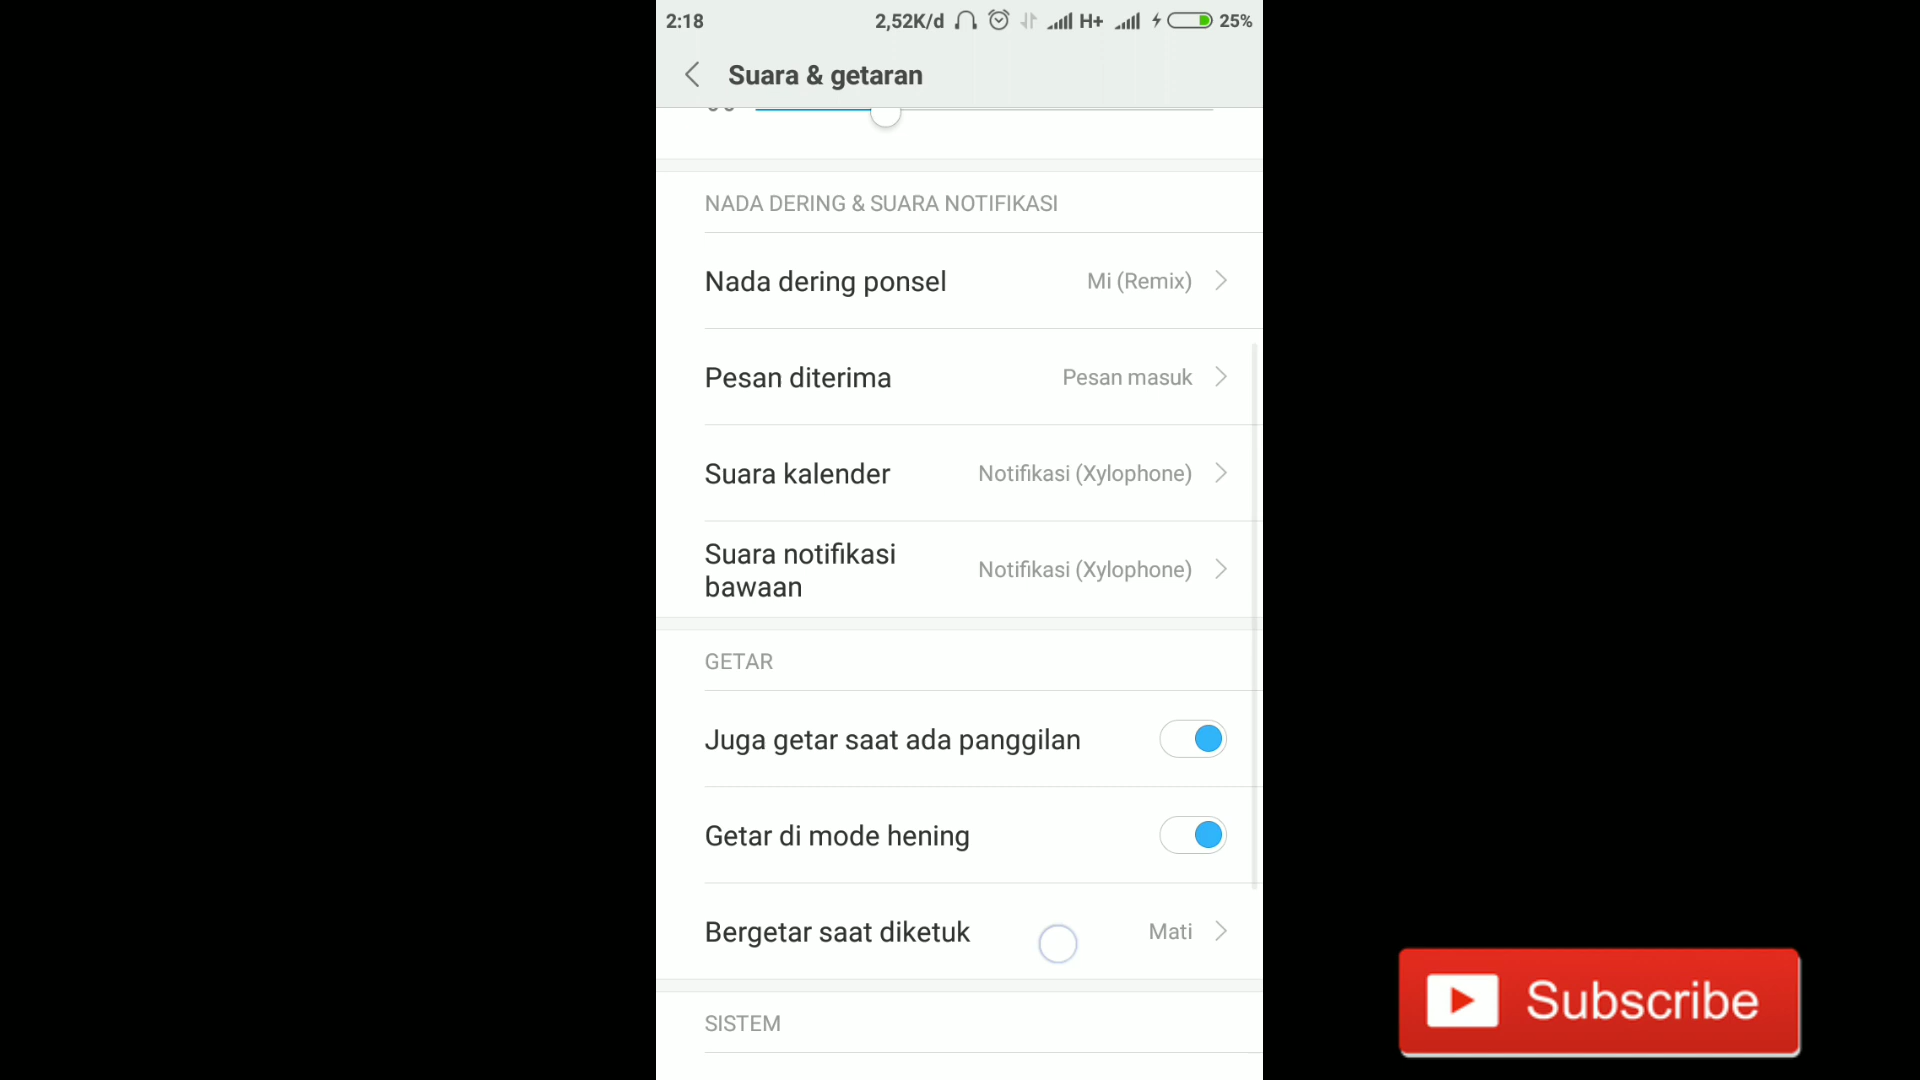 2:18 2,52K/d H+ 25%
Suara & getaran
NADA DERING & SUARA NOTIFIKASI
Nada dering ponsel Mi (Remix)
Pesan diterima Pesan masuk
Suara kalender Notifikasi (Xylophone)
Suara notifikasi
bawaan Notifikasi (Xylophone)
GETAR
Juga getar saat ada panggilan
Getar di mode hening
Bergetar saat diketuk Mati
SISTEM
Subscribe